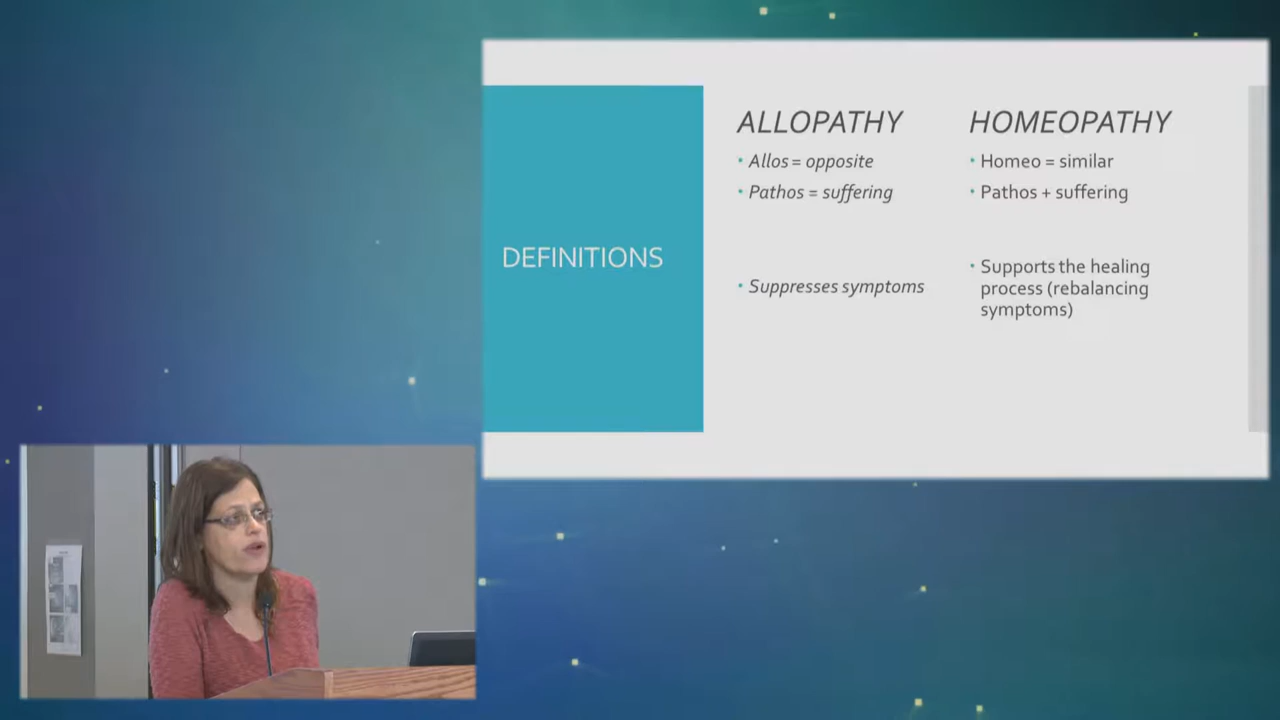 DEFINITIONS
ALLOPATHY
• Allos = opposite
• Pathos = suffering
• Suppresses symptoms
HOMEOPATHY
• Homeo = similar
• Pathos + suffering
• Supports the healing
process (rebalancing
symptoms)